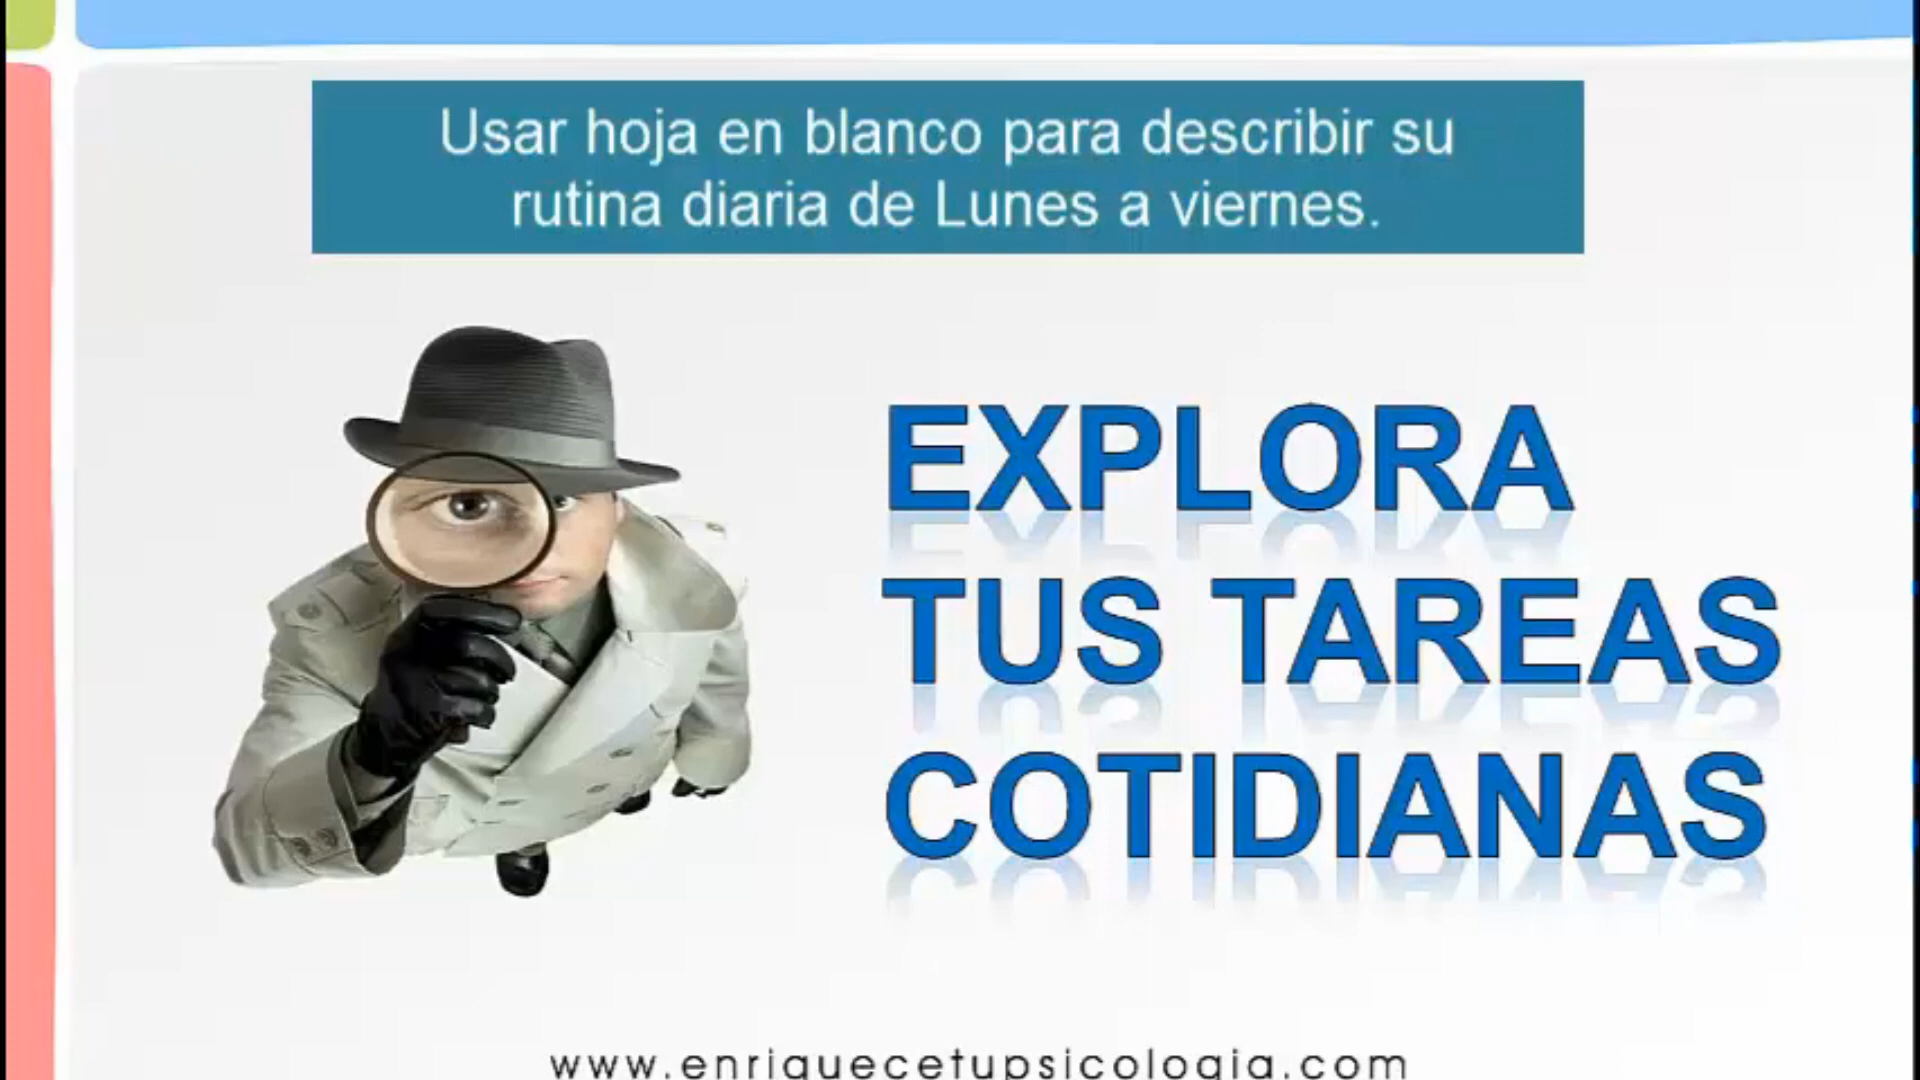 Usar hoja en blanco para describir su
rutina diaria de Lunes a viernes.
EXPLORA
TUS TAREAS
COTIDIANAS
www.enriquecetupsicologia.com